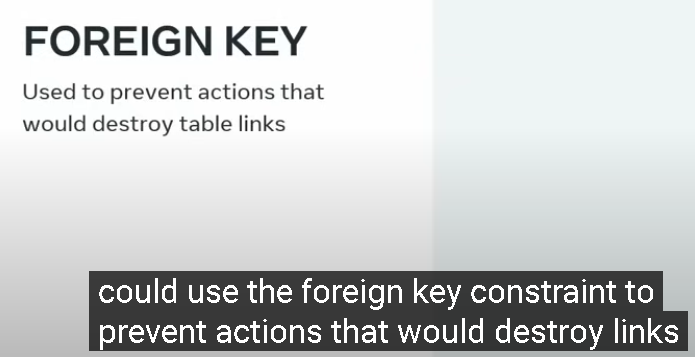 FOREIGN KEY
Used to prevent actions that
would destroy table links
could use the foreign key constraint to
prevent actions that would destroy links